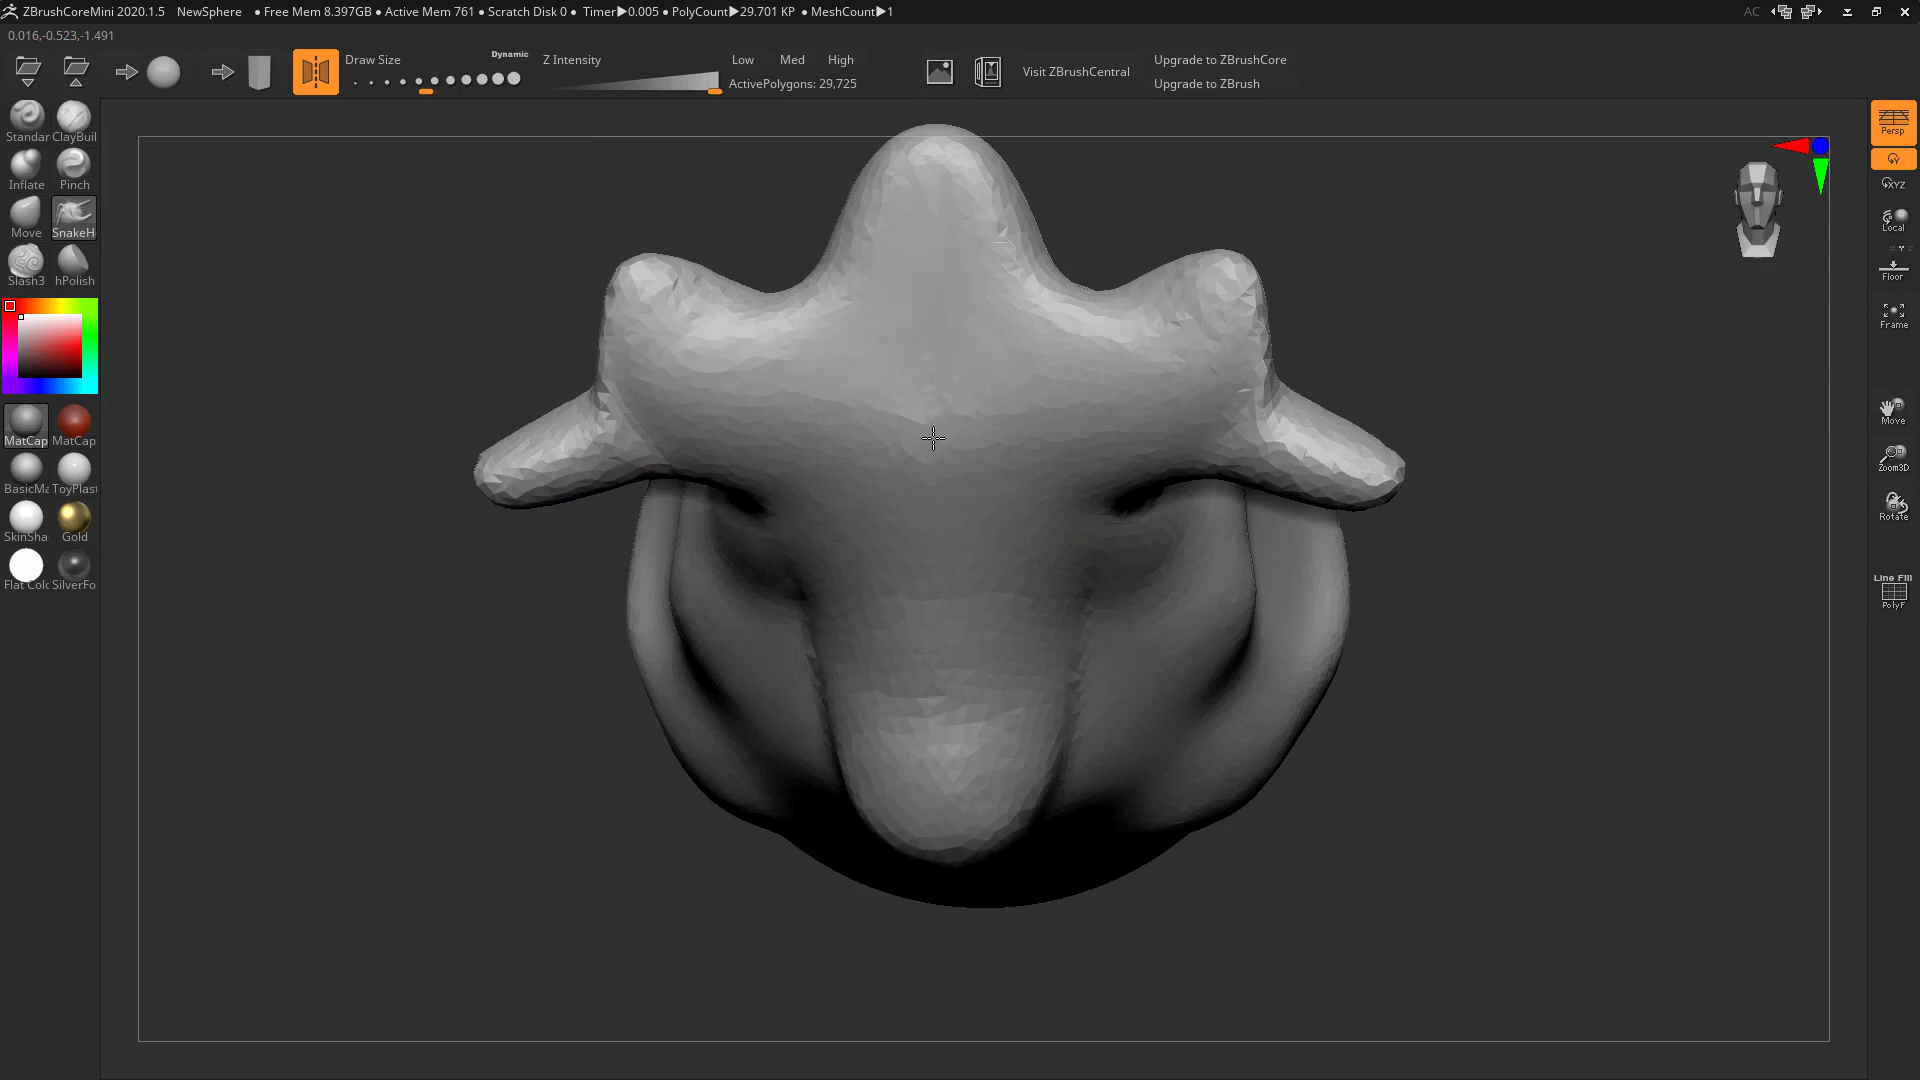 ZBrushCoreMini 2020.1.5 NewSphere ● Free Mem 8.397GB ● Active Mem 761 ● Scratch Disk 0 ● Timer▶0.005 ● PolyCount▶29.701 KP ● MeshCount▶1 AC
0.016,-0.523,-1.491
Draw Size
Dynamic
Z Intensity
Low Med High
ActivePolygons: 29,725
Visit ZBrushCentral
Upgrade to ZBrushCore
Upgrade to ZBrush
Standar ClayBuil
Inflate Pinch
Move SnakeH
Slash3 hPolish
MatCap MatCap
BasicMa ToyPlast
SkinSha Gold
Flat Colo SilverFo
Persp
Y
XYZ
Local
Floor
Frame
Move
Zoom3D
Rotate
Line Fill
PolyF